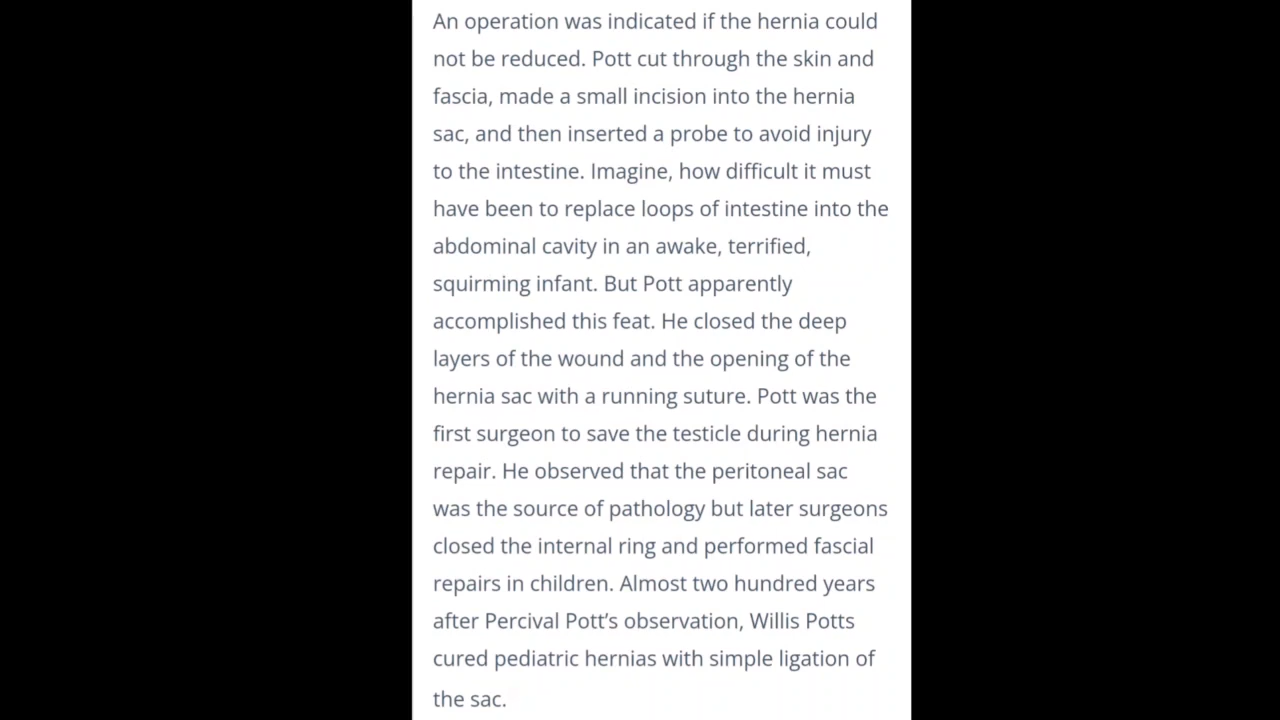 An operation was indicated if the hernia could
not be reduced. Pott cut through the skin and
fascia, made a small incision into the hernia
sac, and then inserted a probe to avoid injury
to the intestine. Imagine, how difficult it must
have been to replace loops of intestine into the
abdominal cavity in an awake, terrified,
squirming infant. But Pott apparently
accomplished this feat. He closed the deep
layers of the wound and the opening of the
hernia sac with a running suture. Pott was the
first surgeon to save the testicle during hernia
repair. He observed that the peritoneal sac
was the source of pathology but later surgeons
closed the internal ring and performed fascial
repairs in children. Almost two hundred years
after Percival Pott’s observation, Willis Potts
cured pediatric hernias with simple ligation of
the sac.